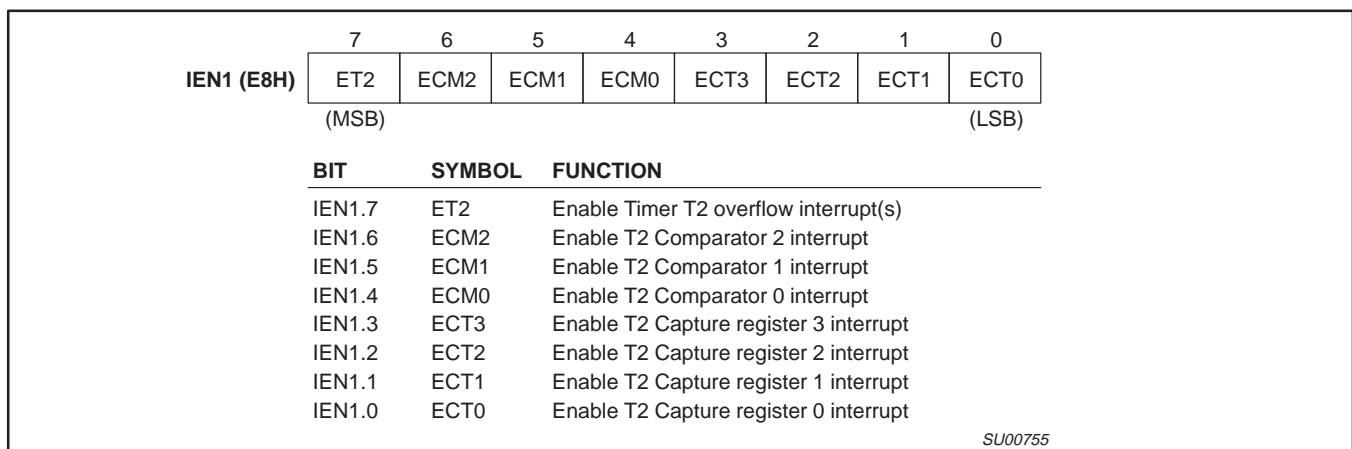 7 6 5 4 3 2 1 0
IEN1 (E8H) ET2 ECM2 ECM1 ECM0 ECT3 ECT2 ECT1 ECT0
(MSB) (LSB)
BIT SYMBOL FUNCTION
IEN1.7 ET2 Enable Timer T2 overflow interrupt(s)
IEN1.6 ECM2 Enable T2 Comparator 2 interrupt
IEN1.5 ECM1 Enable T2 Comparator 1 interrupt
IEN1.4 ECM0 Enable T2 Comparator 0 interrupt
IEN1.3 ECT3 Enable T2 Capture register 3 interrupt
IEN1.2 ECT2 Enable T2 Capture register 2 interrupt
IEN1.1 ECT1 Enable T2 Capture register 1 interrupt
IEN1.0 ECT0 Enable T2 Capture register 0 interrupt
SU00755